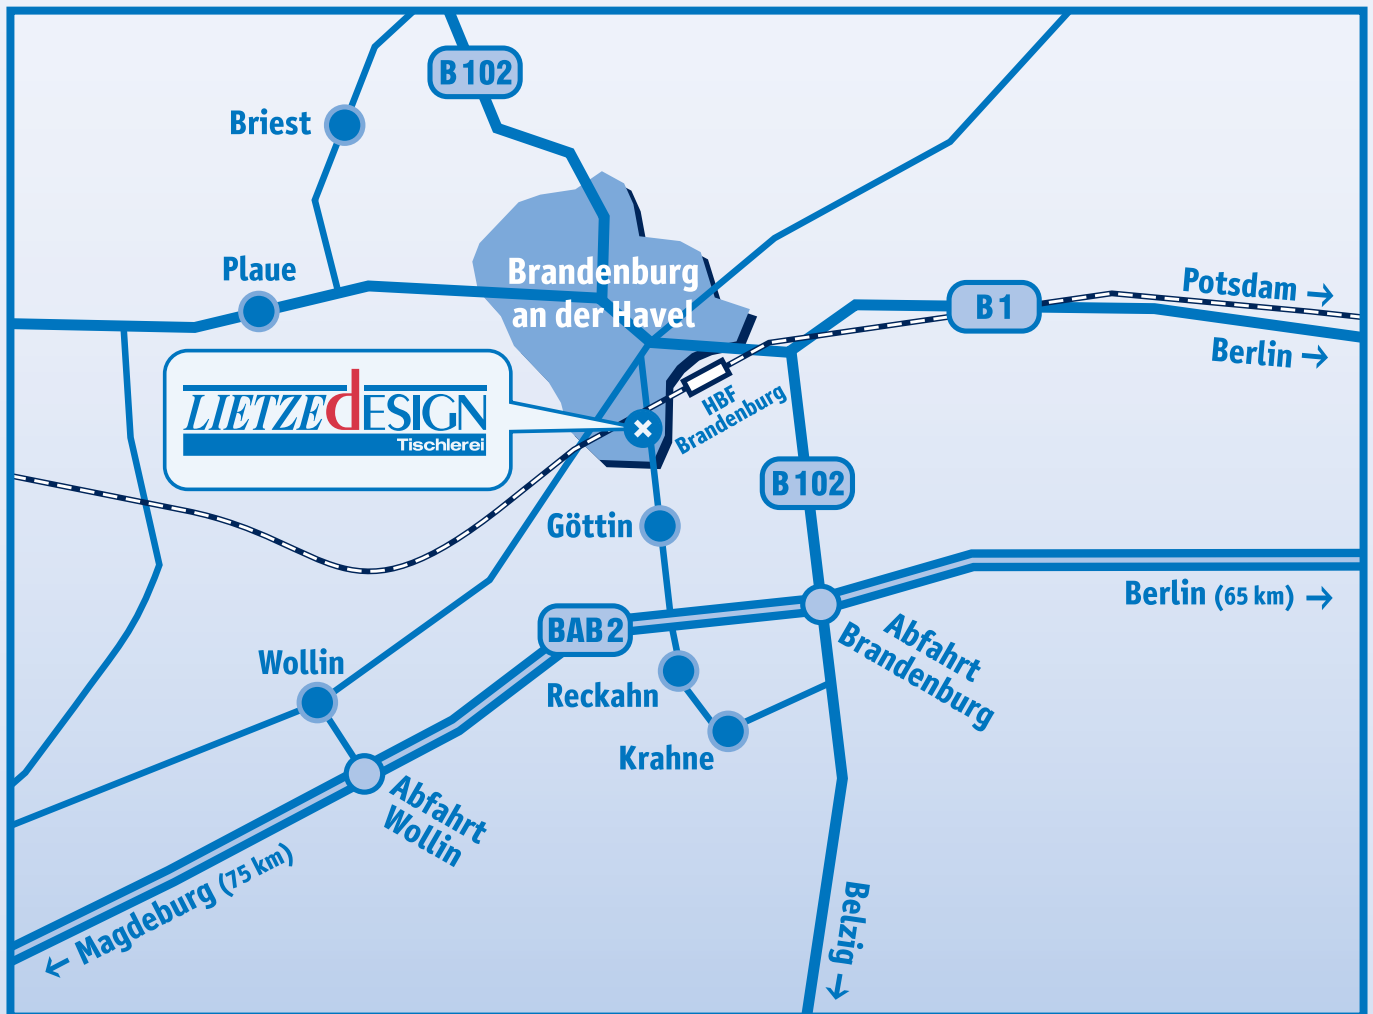 B 102
Briest
Plaue
Brandenburg
an der Havel
Potsdam →
B 1
Berlin →
LIETZEdESIGN
Tischlerei
HBF
Brandenburg
B 102
Göttin
Berlin (65 km) →
BAB 2
Abfahrt
Brandenburg
Wollin
Reckahn
Krahne
Abfahrt
Wollin
← Magdeburg (75 km)
Belzig →